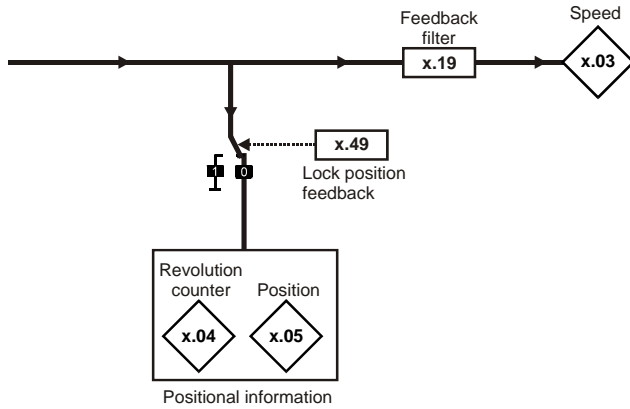 Speed
Feedback
filter
x.19
x.03
x.49
Lock position
feedback
1 0
Revolution
counter
Position
x.04
x.05
Positional information